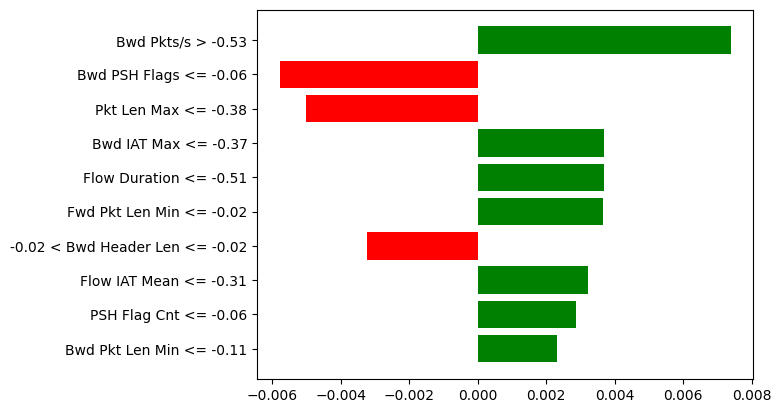 Bwd Pkts/s > -0.53
Bwd PSH Flags <= -0.06
Pkt Len Max <= -0.38
Bwd IAT Max <= -0.37
Flow Duration <= -0.51
Fwd Pkt Len Min <= -0.02
-0.02 < Bwd Header Len <= -0.02
Flow IAT Mean <= -0.31
PSH Flag Cnt <= -0.06
Bwd Pkt Len Min <= -0.11
−0.006 −0.004 −0.002 0.000 0.002 0.004 0.006 0.008